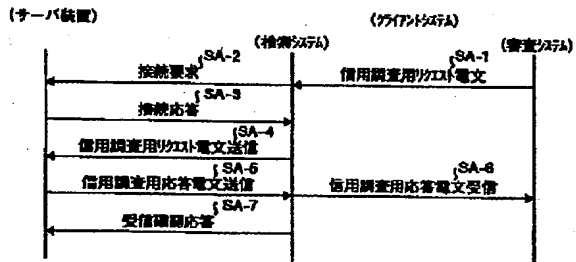 (サーバ装置)
(クライアントシステム)
(検索システム)
(審査システム)
SA-2
接続要求
SA-1
信用調査用リクエスト電文
SA-3
接続応答
SA-4
信用調査用リクエスト電文送信
SA-5
信用調査用応答電文送信
SA-6
信用調査用応答電文受信
SA-7
受信確認応答